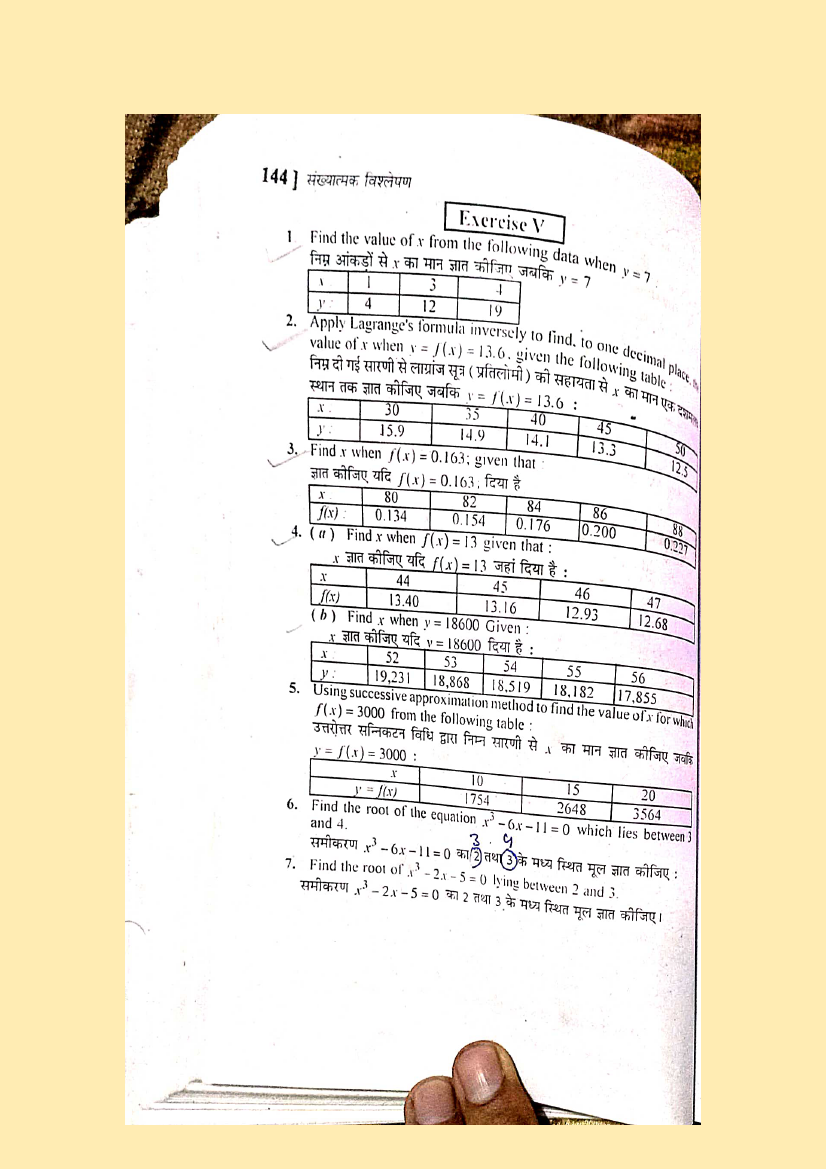 144 ] संख्यात्मक विश्लेषण
Exercise V
1 Find the value of x from the following data when y = 7 :
निम्न आंकड़ों से x का मान ज्ञात कीजिए जबकि y = 7
x : 1 3 4
y : 4 12 19
2. Apply Lagrange's formula inversely to find, to one decimal place, the
value of x when y = f(x) = 13.6, given the following table :
निम्न दी गई सारणी से लाग्रांज सूत्र ( प्रतिलोमी ) की सहायता से x का मान एक दशमलव
स्थान तक ज्ञात कीजिए जबकि y = f(x) = 13.6 :
x : 30 35 40 45 50
y : 15.9 14.9 14.1 13.3 12.5
3. Find x when f(x) = 0.163; given that :
ज्ञात कीजिए यदि f(x) = 0.163, दिया है
x : 80 82 84 86 88
f(x) : 0.134 0.154 0.176 0.200 0.227
4. ( a ) Find x when f(x) = 13 given that :
x ज्ञात कीजिए यदि f(x) = 13 जहां दिया है :
x 44 45 46 47
f(x) 13.40 13.16 12.93 12.68
( b ) Find x when y = 18600 Given :
x ज्ञात कीजिए यदि y = 18600 दिया है :
x : 52 53 54 55 56
y : 19,231 18,868 18,519 18,182 17,855
5. Using successive approximation method to find the value of x for which
f(x) = 3000 from the following table :
उत्तरोत्तर सन्निकटन विधि द्वारा निम्न सारणी से x का मान ज्ञात कीजिए जबकि
y = f(x) = 3000 :
x 10 15 20
y = f(x) 1754 2648 3564
6. Find the root of the equation x³ – 6x – 11 = 0 which lies between 3
and 4.
3 4
समीकरण x³ – 6x – 11 = 0 का 2 तथा 3 के मध्य स्थित मूल ज्ञात कीजिए :
7. Find the root of x³ – 2x – 5 = 0 lying between 2 and 3.
समीकरण x³ – 2x – 5 = 0 का 2 तथा 3 के मध्य स्थित मूल ज्ञात कीजिए।